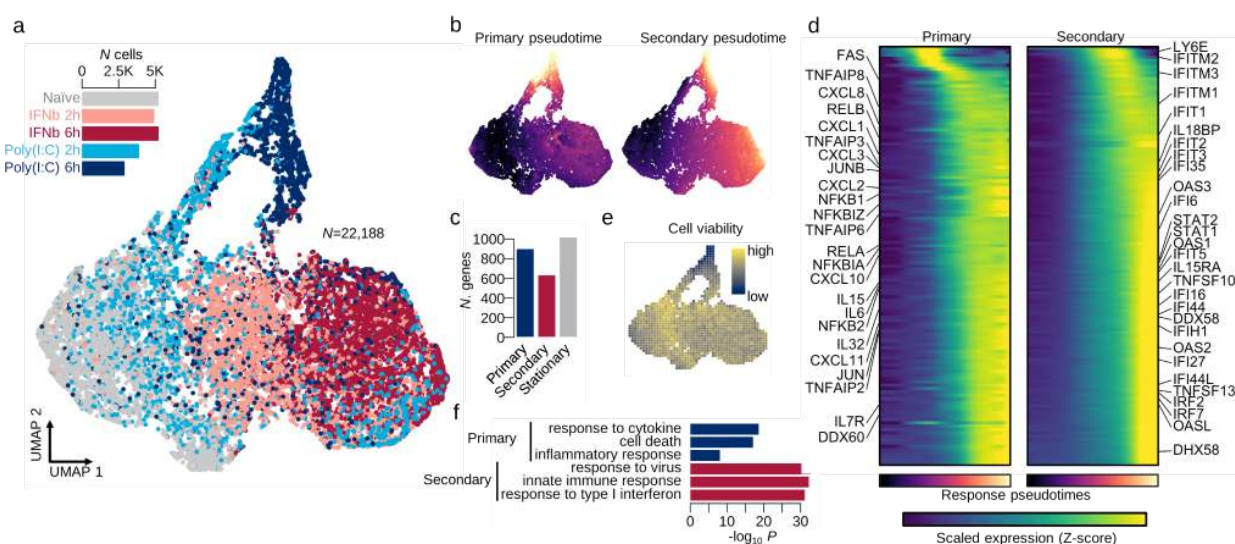 a
N cells
0 2.5K 5K
Naïve
IFNb 2h
IFNb 6h
Poly(I:C) 2h
Poly(I:C) 6h
N=22,188
UMAP 2
UMAP 1
b
Primary pseudotime
Secondary pesudotime
c
N. genes
1000
800
600
400
200
0
Primary
Secondary
Stationary
e
Cell viability
high
low
f
Primary
response to cytokine
cell death
inflammatory response
Secondary
response to virus
innate immune response
response to type I interferon
0 10 20 30
-log10 P
d
Primary
Secondary
FAS
TNFAIP8
CXCL8
RELB
CXCL1
TNFAIP3
CXCL3
JUNB
CXCL2
NFKB1
NFKBIZ
TNFAIP6
RELA
NFKBIA
CXCL10
IL15
IL6
NFKB2
IL32
CXCL11
JUN
TNFAIP2
IL7R
DDX60
LY6E
IFITM2
IFITM3
IFITM1
IFIT1
IL18BP
IFIT2
IFIT3
IFI35
OAS3
IFI6
STAT2
STAT1
OAS1
IFIT5
IL15RA
TNFSF10
IFI16
IFI44
DDX58
IFIH1
OAS2
IFI27
IFI44L
TNFSF13
IRF2
IRF7
OASL
DHX58
Response pseudotimes
Scaled expression (Z-score)